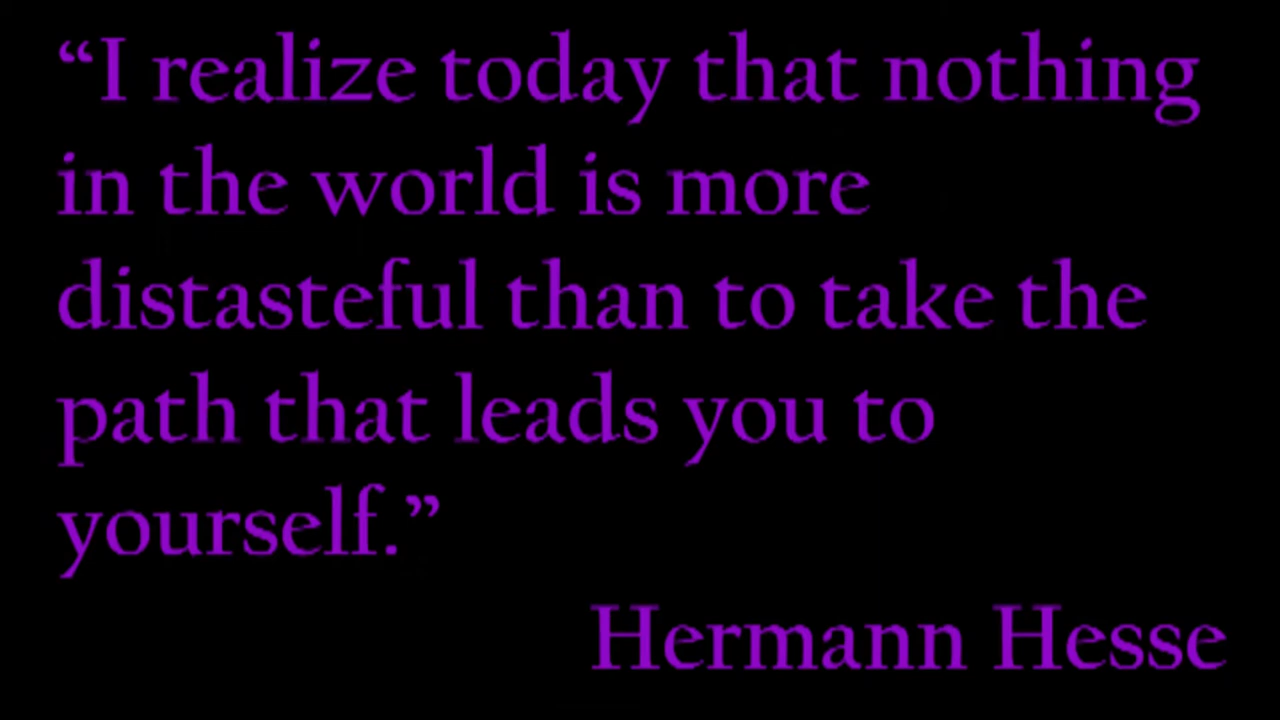 “I realize today that nothing
in the world is more
distasteful than to take the
path that leads you to
yourself.”
Hermann Hesse